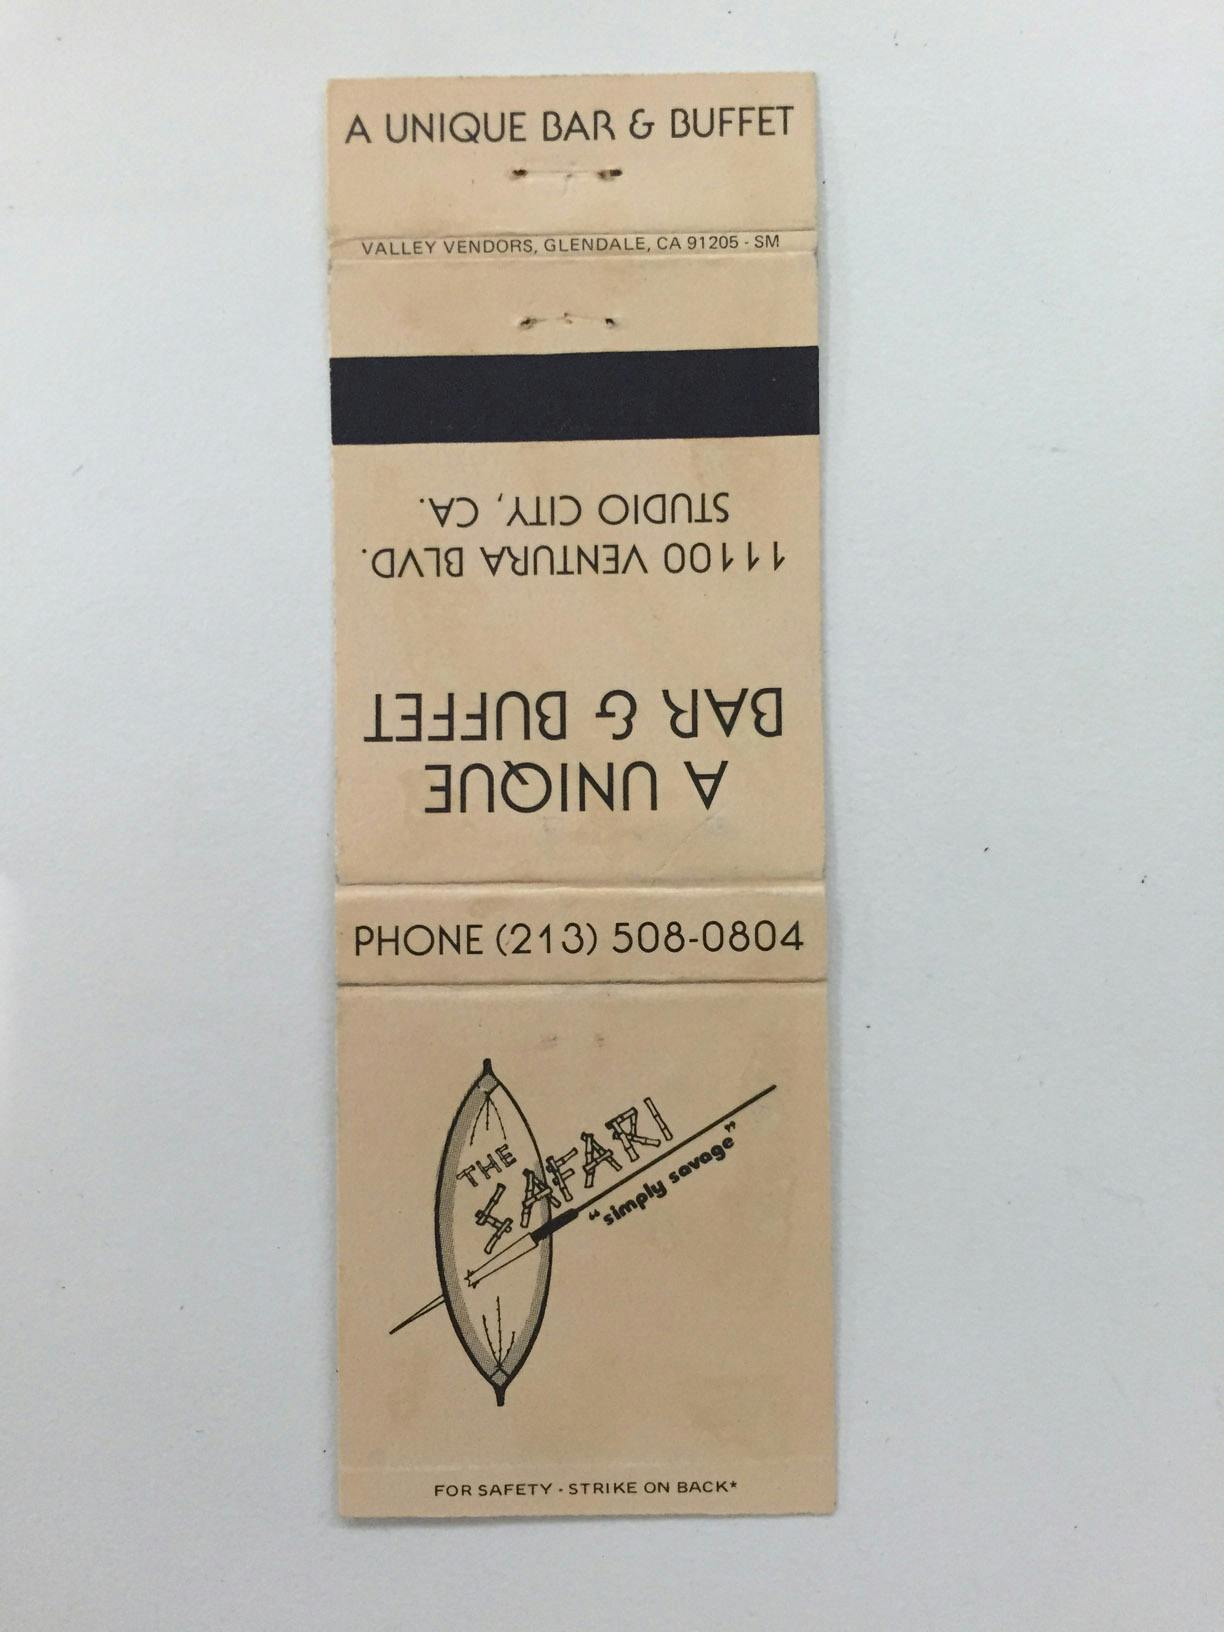 A UNIQUE BAR & BUFFET
VALLEY VENDORS, GLENDALE, CA 91205 - SM
A UNIQUE
BAR & BUFFET
11100 VENTURA BLVD.
STUDIO CITY, CA.
PHONE (213) 508-0804
THE
SAFARI
"simply savage"
FOR SAFETY - STRIKE ON BACK*